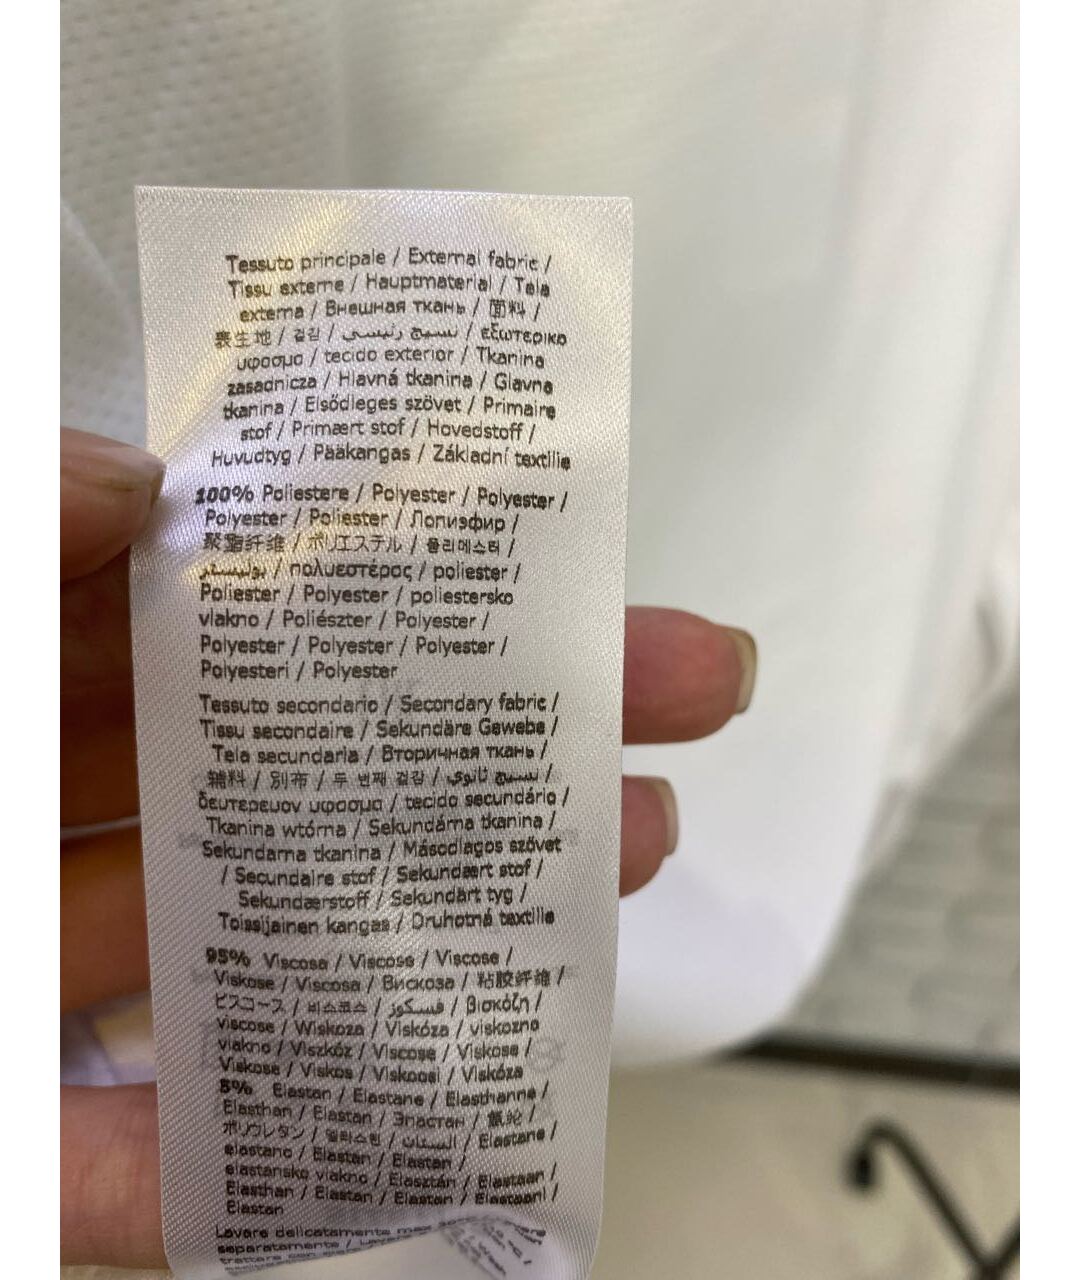 Tessuto principale / External fabric /
Tissu externe / Hauptmaterial / Tela
externa / Внешная ткань / 面料 /
表生地 / 겉감 / نسيج رئيسي / εξωτερικο
υφασμα / tecido exterior / Tkanina
zasadnicza / Hlavná tkanina / Glavna
tkanina / Elsődleges szövet / Primaire
stof / Primært stof / Hovedstoff /
Huvudtyg / Pääkangas / Základní textilie
100% Poliestere / Polyester / Polyester /
Polyester / Poliester / Полиэфир /
聚酯纤维 / ポリエステル / 폴리에스터 /
بوليستر / πολυεστέρας / poliester /
Poliester / Polyester / poliestersko
vlakno / Poliészter / Polyester /
Polyester / Polyester / Polyester /
Polyesteri / Polyester
Tessuto secondario / Secondary fabric /
Tissu secondaire / Sekundäre Gewebe /
Tela secundaria / Вторичная ткань /
辅料 / 別布 / 두 번째 겉감 / نسيج ثانوي /
δευτερευον υφασμα / tecido secundário /
Tkanina wtórna / Sekundárna tkanina /
Sekundarna tkanina / Másodlagos szövet
/ Secundaire stof / Sekundært stof /
Sekundærstoff / Sekundärt tyg /
Toissijainen kangas / Druhotná textilie
95% Viscosa / Viscose / Viscose /
Viskose / Viscosa / Вискоза / 粘胶纤维 /
ビスコース / 비스코스 / فسكوز / βισκόζη /
viscose / Wiskoza / Viskóza / viskozno
vlakno / Viszkóz / Viscose / Viskose /
Viskose / Viskos / Viskoosi / Viskóza
5% Elastan / Elastane / Elasthanne /
Elasthan / Elastan / Эластан / 氨纶 /
ポリウレタン / 엘라스틴 / الستان / Elastane /
elastano / Elastan / Elastan /
elastansko vlakno / Elasztán / Elastaan /
Elasthan / Elastan / Elastan / Elastaani /
Elastan
Lavare delicatamente max
separatamente /
trattare con